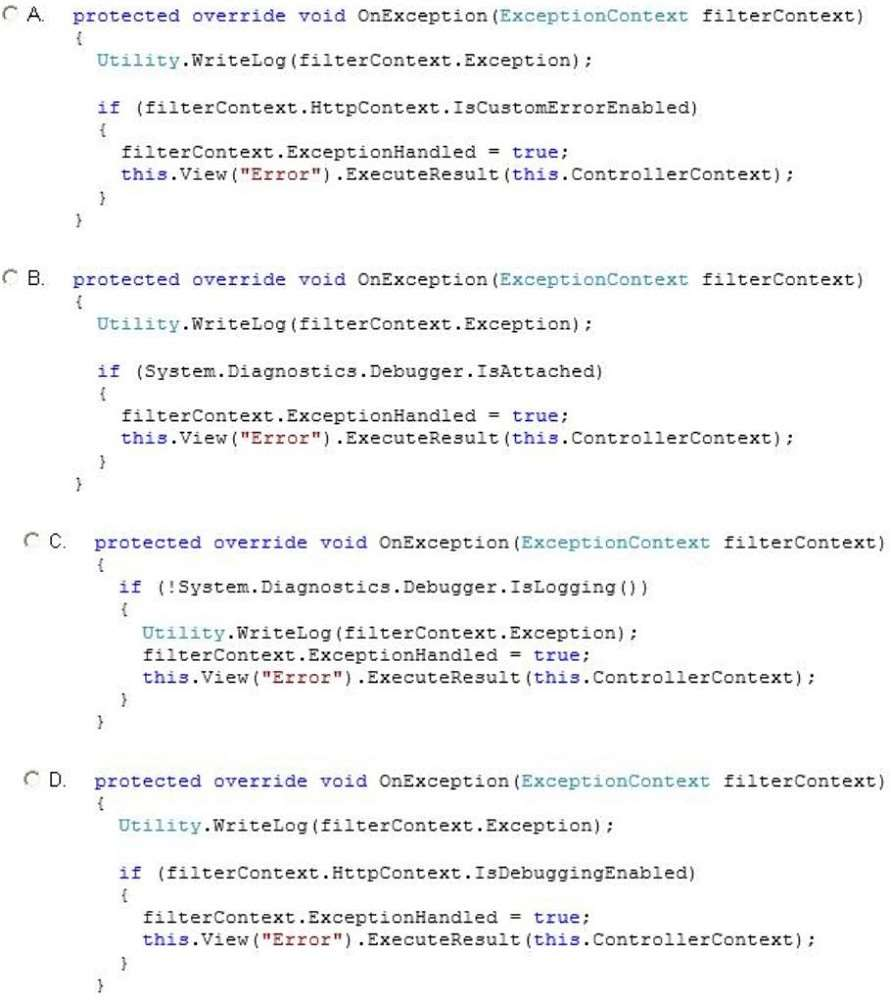 A. protected override void OnException(ExceptionContext filterContext)
{
Utility.WriteLog(filterContext.Exception);
if (filterContext.HttpContext.IsCustomErrorEnabled)
{
filterContext.ExceptionHandled = true;
this.View("Error").ExecuteResult(this.ControllerContext);
}
}
B. protected override void OnException(ExceptionContext filterContext)
{
Utility.WriteLog(filterContext.Exception);
if (System.Diagnostics.Debugger.IsAttached)
{
filterContext.ExceptionHandled = true;
this.View("Error").ExecuteResult(this.ControllerContext);
}
}
C. protected override void OnException(ExceptionContext filterContext)
{
if (!System.Diagnostics.Debugger.IsLogging())
{
Utility.WriteLog(filterContext.Exception);
filterContext.ExceptionHandled = true;
this.View("Error").ExecuteResult(this.ControllerContext);
}
}
D. protected override void OnException(ExceptionContext filterContext)
{
Utility.WriteLog(filterContext.Exception);
if (filterContext.HttpContext.IsDebuggingEnabled)
{
filterContext.ExceptionHandled = true;
this.View("Error").ExecuteResult(this.ControllerContext);
}
}